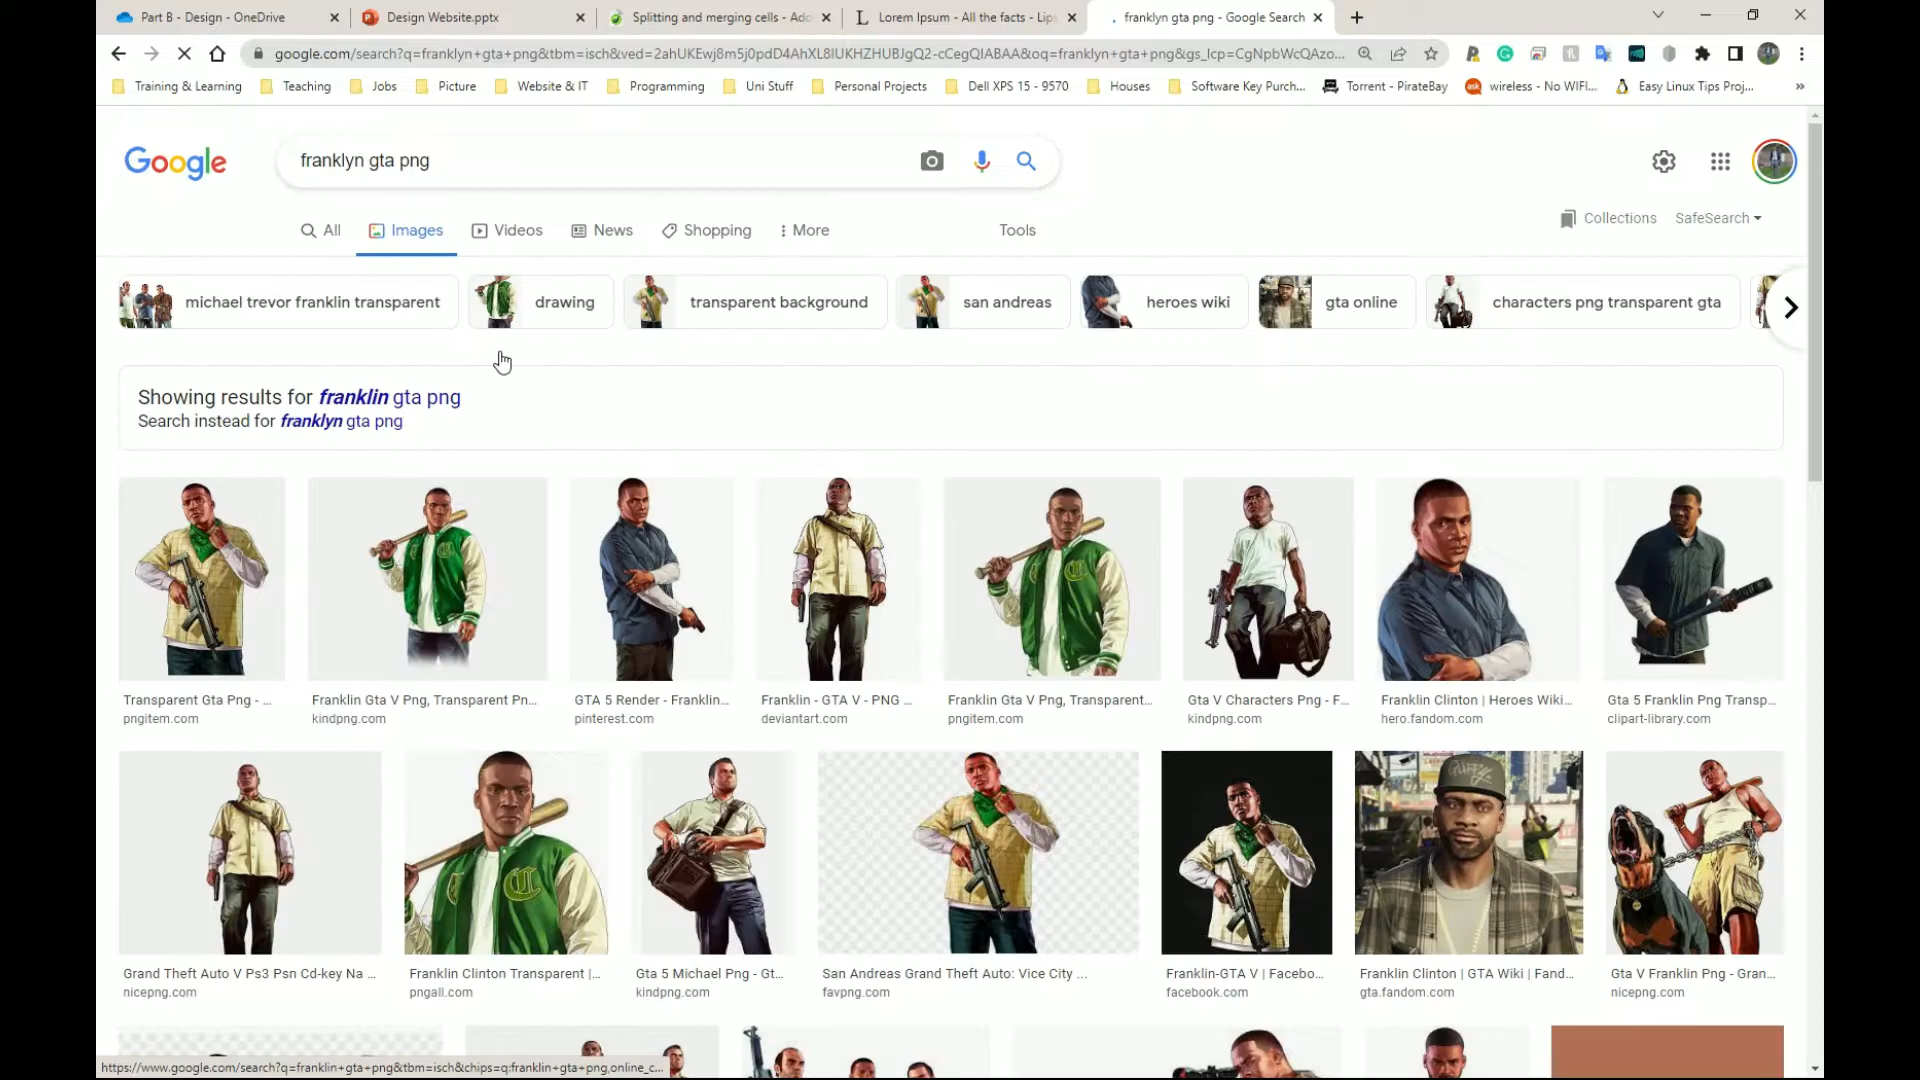 Part B - Design - OneDrive
Design Website.pptx
Splitting and merging cells - Ado
Lorem Ipsum - All the facts - Lips
franklyn gta png - Google Search
google.com/search?q=franklyn+gta+png&tbm=isch&ved=2ahUKEwj8m5j0pdD4AhXL8IUKHZHUBJgQ2-cCegQIABAA&oq=franklyn+gta+png&gs_lcp=CgNpbWcQAzo...
Training & Learning
Teaching
Jobs
Picture
Website & IT
Programming
Uni Stuff
Personal Projects
Dell XPS 15 - 9570
Houses
Software Key Purch...
Torrent - PirateBay
wireless - No WIFI...
Easy Linux Tips Proj...
Google
franklyn gta png
All
Images
Videos
News
Shopping
More
Tools
Collections
SafeSearch
michael trevor franklin transparent
drawing
transparent background
san andreas
heroes wiki
gta online
characters png transparent gta
Showing results for franklin gta png
Search instead for franklyn gta png
Transparent Gta Png - ...
pngitem.com
Franklin Gta V Png, Transparent Pn...
kindpng.com
GTA 5 Render - Franklin...
pinterest.com
Franklin - GTA V - PNG ...
deviantart.com
Franklin Gta V Png, Transparent...
pngitem.com
Gta V Characters Png - F...
kindpng.com
Franklin Clinton | Heroes Wiki...
hero.fandom.com
Gta 5 Franklin Png Transp...
clipart-library.com
Grand Theft Auto V Ps3 Psn Cd-key Na ...
nicepng.com
Franklin Clinton Transparent |...
pngall.com
Gta 5 Michael Png - Gt...
kindpng.com
San Andreas Grand Theft Auto: Vice City ...
favpng.com
Franklin-GTA V | Facebo...
facebook.com
Franklin Clinton | GTA Wiki | Fand...
gta.fandom.com
Gta V Franklin Png - Gran...
nicepng.com
https://www.google.com/search?q=franklin+gta+png&tbm=isch&chips=q:franklin+gta+png,online_c...